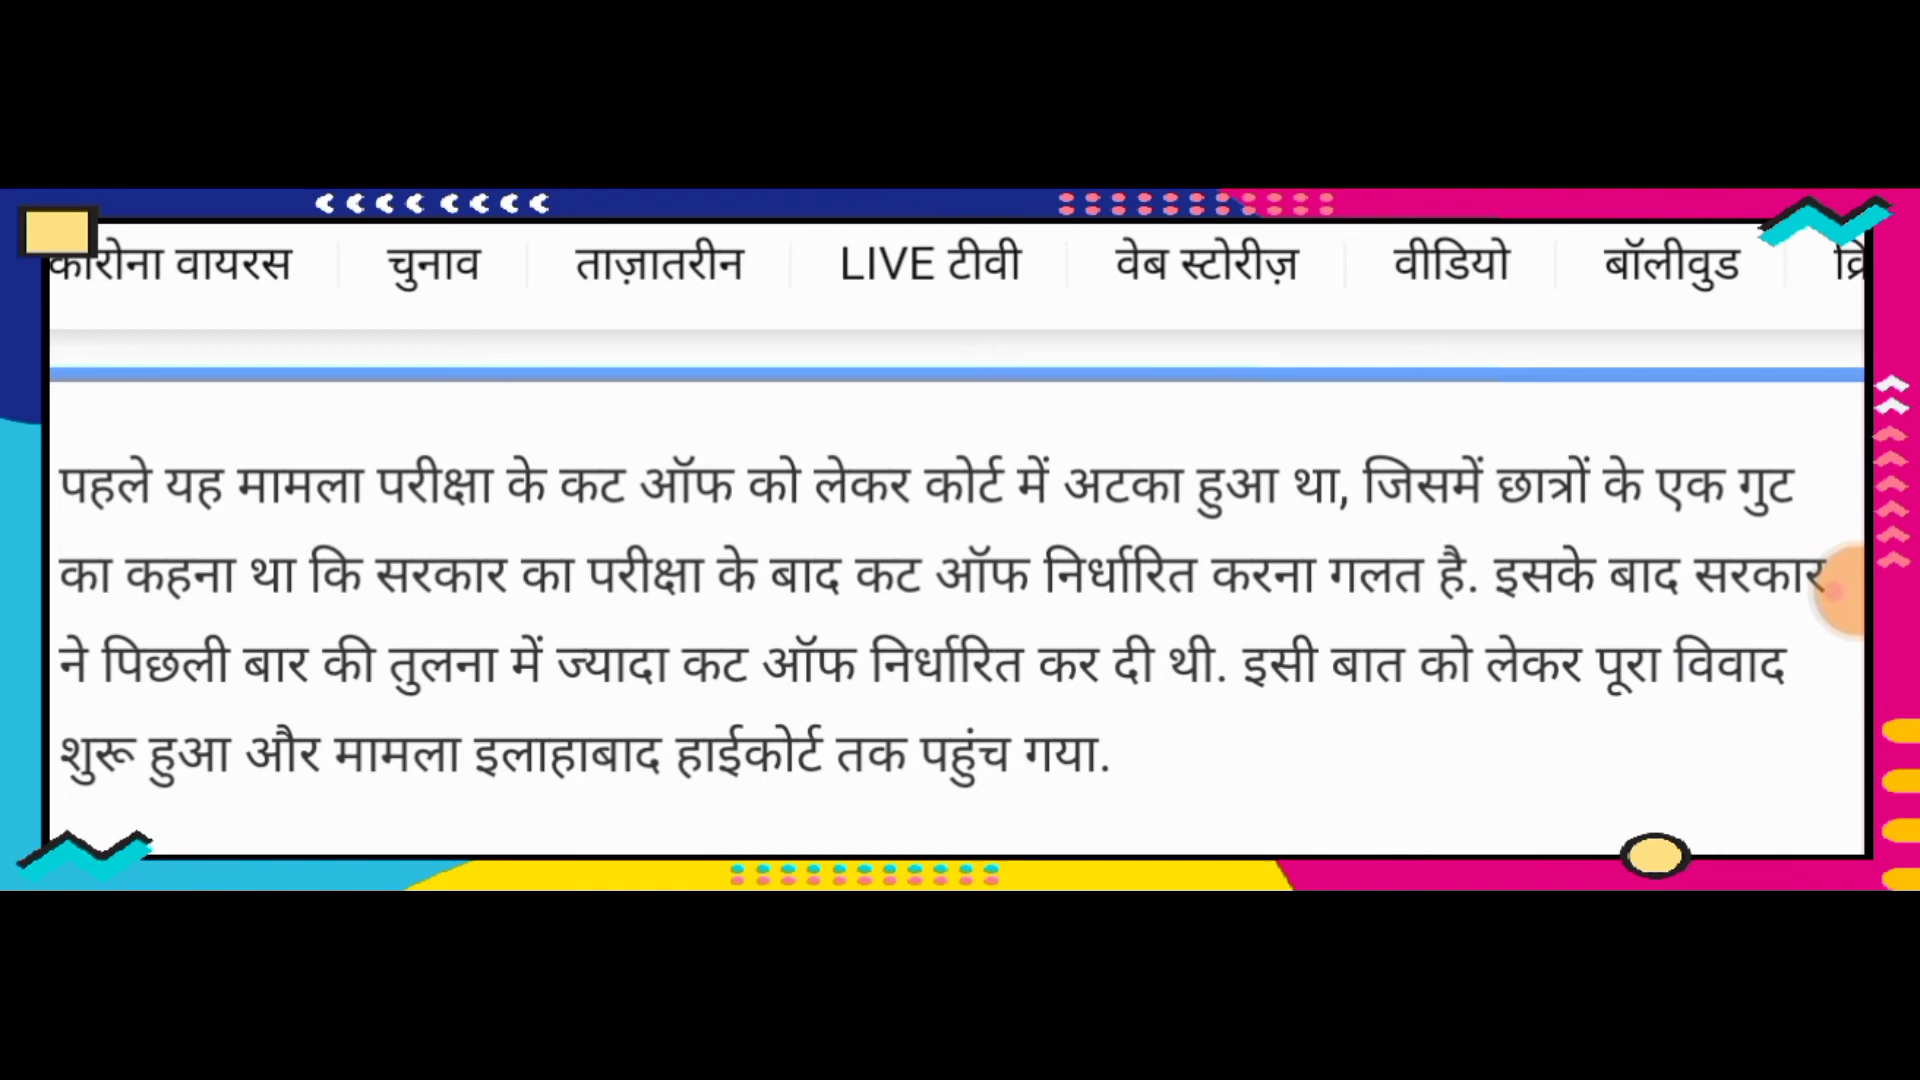 कोरोना वायरस चुनाव ताज़ातरीन LIVE टीवी वेब स्टोरीज़ वीडियो बॉलीवुड
पहले यह मामला परीक्षा के कट ऑफ को लेकर कोर्ट में अटका हुआ था, जिसमें छात्रों के एक गुट
का कहना था कि सरकार का परीक्षा के बाद कट ऑफ निर्धारित करना गलत है. इसके बाद सरकार
ने पिछली बार की तुलना में ज्यादा कट ऑफ निर्धारित कर दी थी. इसी बात को लेकर पूरा विवाद
शुरू हुआ और मामला इलाहाबाद हाईकोर्ट तक पहुंच गया.